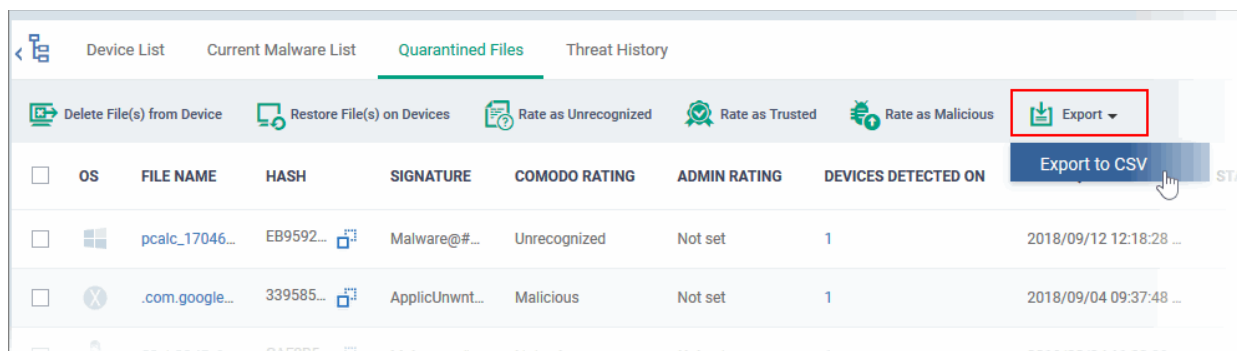 Device List Current Malware List Quarantined Files Threat History
Delete File(s) from Device Restore File(s) on Devices Rate as Unrecognized Rate as Trusted Rate as Malicious Export
Export to CSV
OS FILE NAME HASH SIGNATURE COMODO RATING ADMIN RATING DEVICES DETECTED ON
pcalc_17046... EB9592... Malware@#... Unrecognized Not set 1 2018/09/12 12:18:28 ...
.com.google... 339585... ApplicUnwnt... Malicious Not set 1 2018/09/04 09:37:48 ...